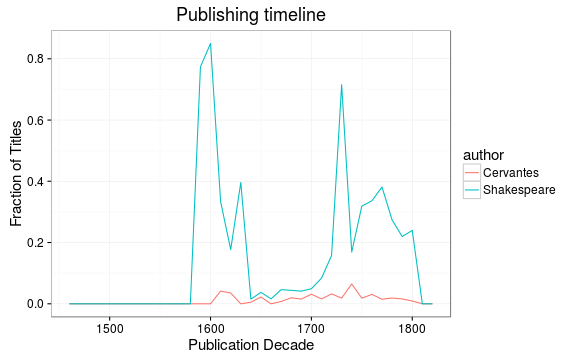 Publishing timeline
Fraction of Titles
0.8
0.6
0.4
0.2
0.0
1500 1600 1700 1800
Publication Decade
author
Cervantes
Shakespeare